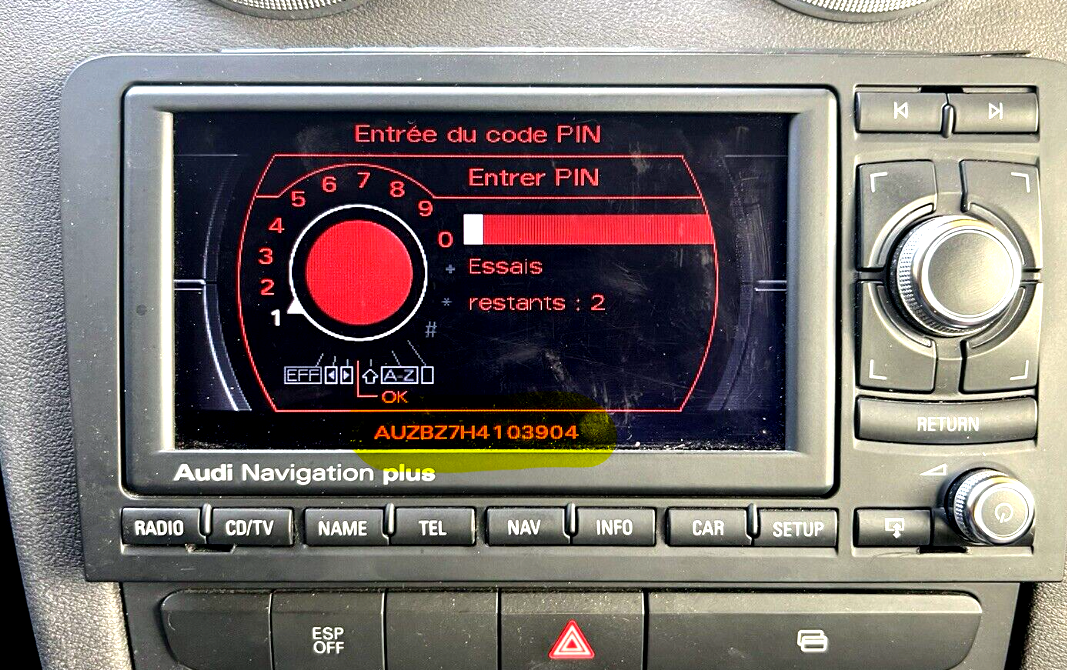 Entrée du code PIN
Entrer PIN
1
2
3
4
5
6
7
8
9
0
+
*
#
Essais
restants : 2
EFF
A-Z
OK
AUZBZ7H4103904
Audi Navigation plus
RADIO
CD/TV
NAME
TEL
NAV
INFO
CAR
SETUP
RETURN
ESP
OFF